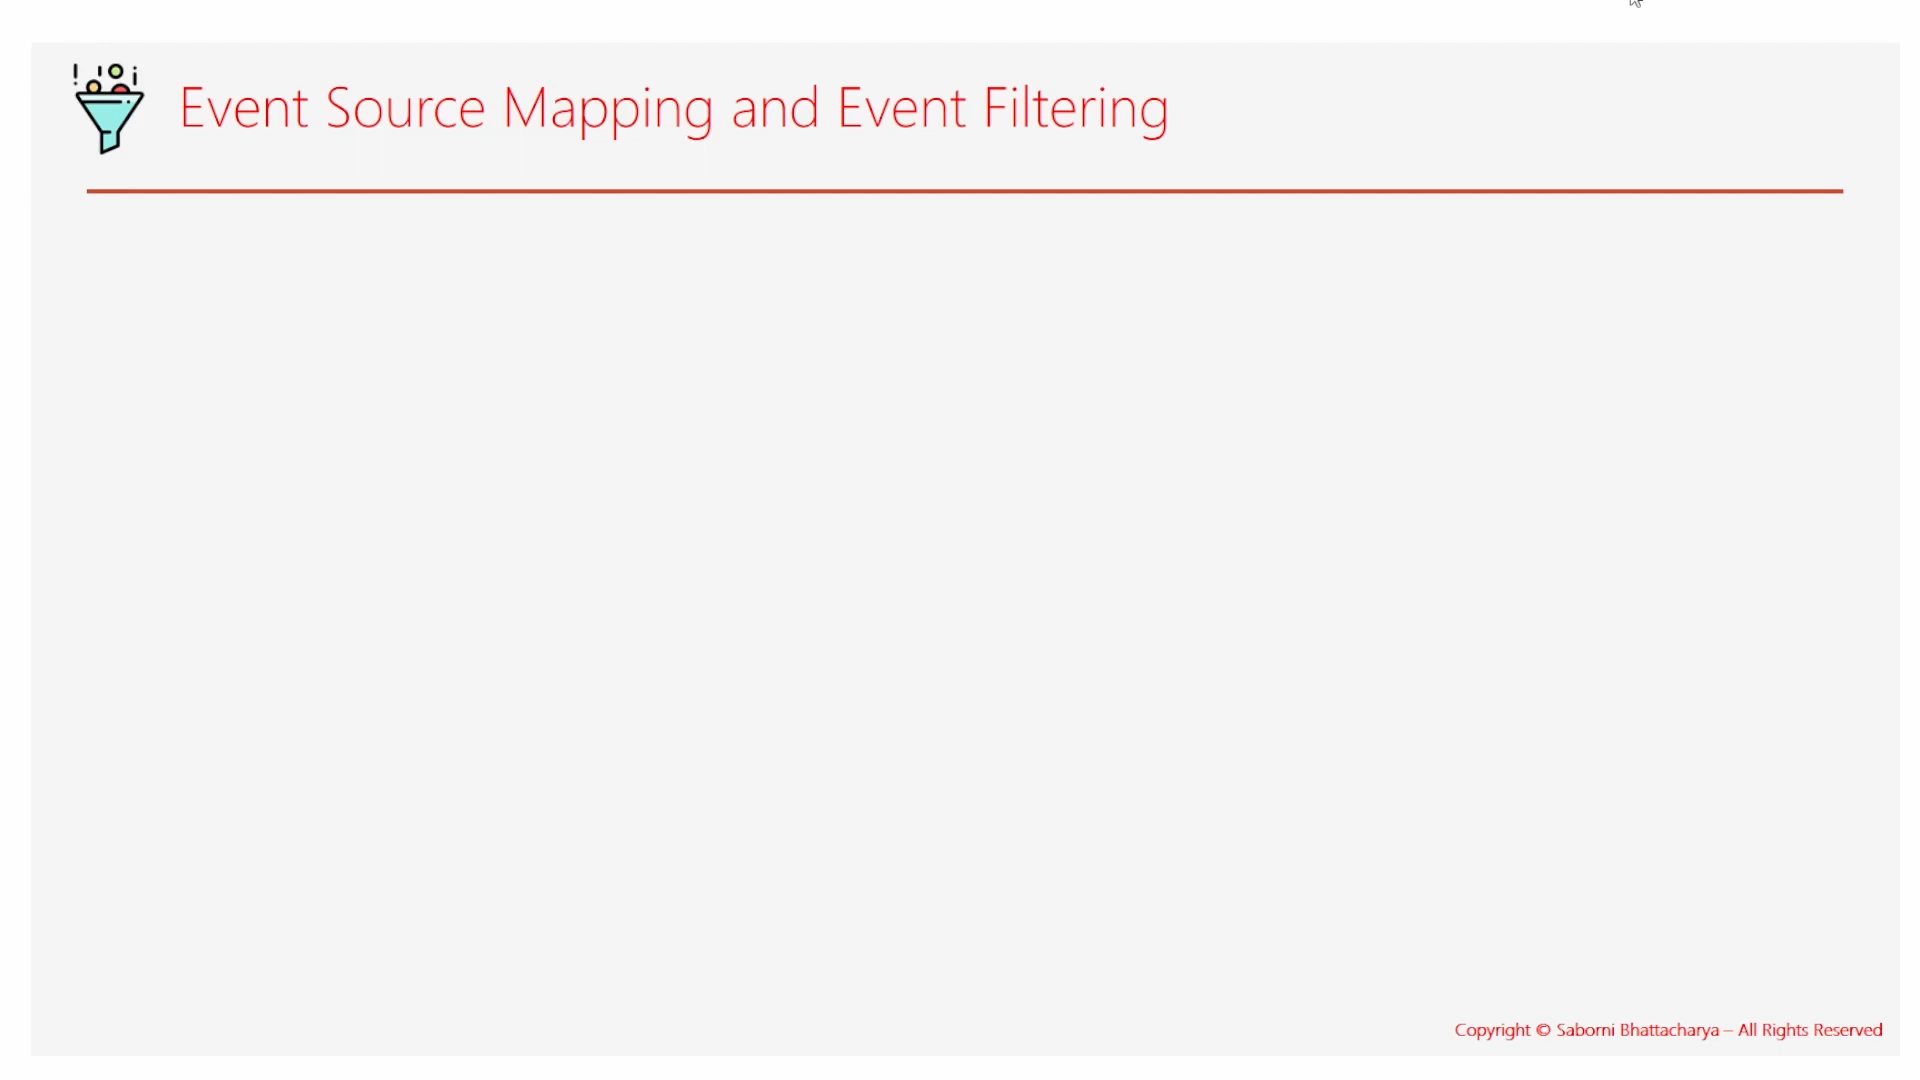 Event Source Mapping and Event Filtering
Copyright © Saborni Bhattacharya – All Rights Reserved